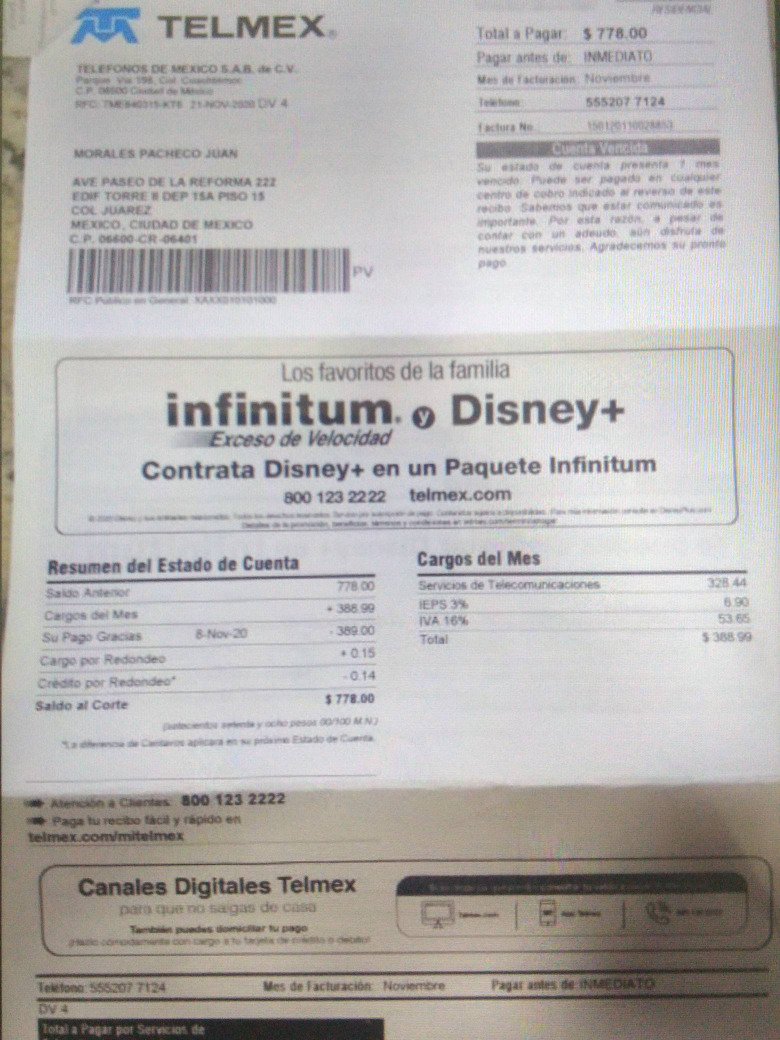 TELMEX®
RESIDENCIAL
Total a Pagar: $ 778.00
Pagar antes de: INMEDIATO
Mes de Facturación: Noviembre
Teléfono: 555207 7124
Factura No.:
TELEFONOS DE MEXICO S.A.B. de C.V.
Parque Vía 198, Col. Cuauhtémoc
C.P. 06500 Ciudad de México
RFC: TME840315-KT6 21-NOV-2020 DV 4
MORALES PACHECO JUAN
AVE PASEO DE LA REFORMA 222
EDIF TORRE II DEP 15A PISO 15
COL JUAREZ
MEXICO, CIUDAD DE MEXICO
C.P. 06600-CR-06401
PV
RFC Público en General: XAXX010101000
Cuenta Vencida
Su estado de cuenta presenta 1 mes
vencido. Puede ser pagado en cualquier
centro de cobro indicado al reverso de este
recibo. Sabemos que estar comunicado es
importante. Por esta razón, a pesar de
contar con un adeudo, aún disfruta de
nuestros servicios. Agradecemos su pronto
pago.
Los favoritos de la familia
infinitum. y Disney+
Exceso de Velocidad
Contrata Disney+ en un Paquete Infinitum
800 123 2222 telmex.com
Resumen del Estado de Cuenta
Saldo Anterior 778.00
Cargos del Mes + 388.99
Su Pago Gracias 8-Nov-20 - 389.00
Cargo por Redondeo + 0.15
Crédito por Redondeo* - 0.14
Saldo al Corte $ 778.00
(setecientos setenta y ocho pesos 00/100 M.N.)
*La diferencia de Centavos aplicará en su próximo Estado de Cuenta.
Cargos del Mes
Servicios de Telecomunicaciones 328.44
IEPS 3% 6.90
IVA 16% 53.65
Total $ 388.99
Atención a Clientes: 800 123 2222
Paga tu recibo fácil y rápido en
telmex.com/mitelmex
Canales Digitales Telmex
para que no salgas de casa
También puedes domiciliar tu pago
¡Hazlo cómodamente con cargo a tu tarjeta de crédito o débito!
Telmex.com
App Telmex
Teléfono: 555207 7124 Mes de Facturación: Noviembre Pagar antes de: INMEDIATO
DV 4
Total a Pagar por Servicios de